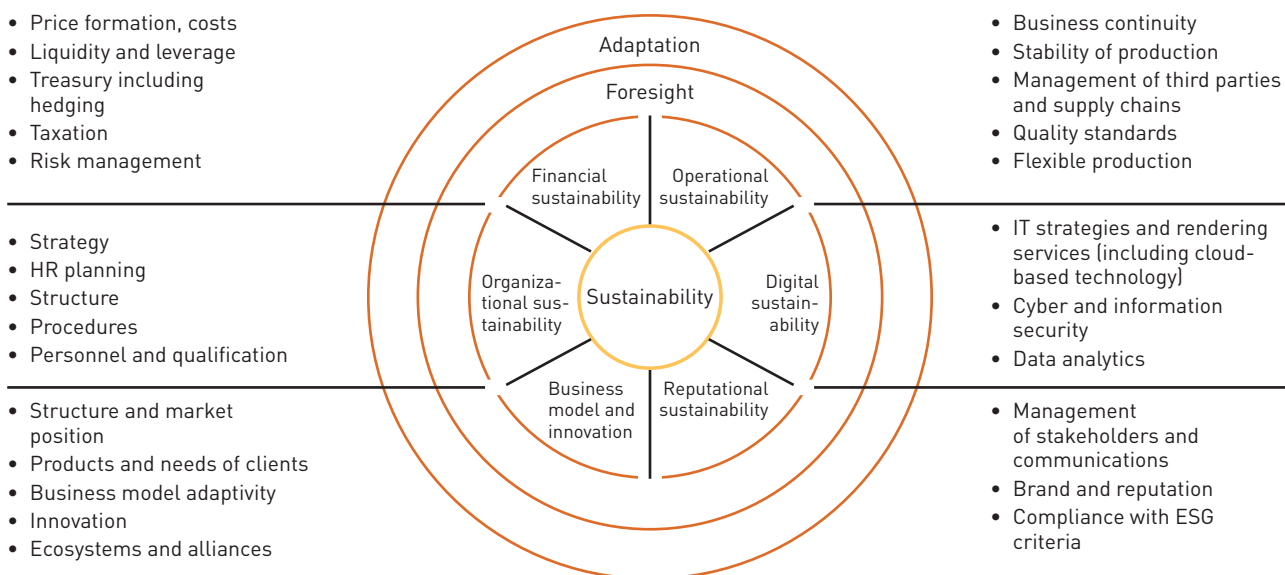 • Price formation, costs
• Liquidity and leverage
• Treasury including
hedging
• Taxation
• Risk management
• Strategy
• HR planning
• Structure
• Procedures
• Personnel and qualification
• Structure and market
position
• Products and needs of clients
• Business model adaptivity
• Innovation
• Ecosystems and alliances
Adaptation
Foresight
Financial
sustainability
Operational
sustainability
Organiza-
tional sus-
tainability
Sustainability
Digital
sustain-
ability
Business
model and
innovation
Reputational
sustainability
• Business continuity
• Stability of production
• Management of third parties
and supply chains
• Quality standards
• Flexible production
• IT strategies and rendering
services (including cloud-
based technology)
• Cyber and information
security
• Data analytics
• Management
of stakeholders and
communications
• Brand and reputation
• Compliance with ESG
criteria